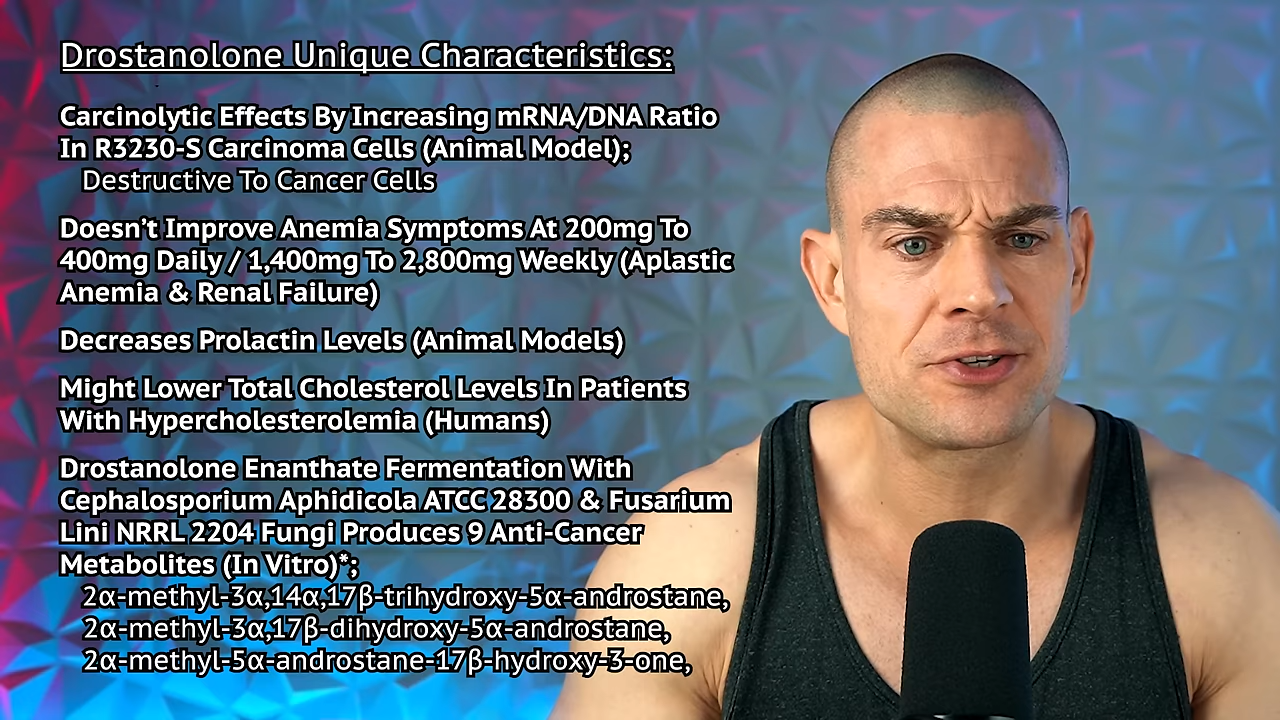 Drostanolone Unique Characteristics:
Carcinolytic Effects By Increasing mRNA/DNA Ratio
In R3230-S Carcinoma Cells (Animal Model);
Destructive To Cancer Cells
Doesn't Improve Anemia Symptoms At 200mg To
400mg Daily / 1,400mg To 2,800mg Weekly (Aplastic
Anemia & Renal Failure)
Decreases Prolactin Levels (Animal Models)
Might Lower Total Cholesterol Levels In Patients
With Hypercholesterolemia (Humans)
Drostanolone Enanthate Fermentation With
Cephalosporium Aphidicola ATCC 28300 & Fusarium
Lini NRRL 2204 Fungi Produces 9 Anti-Cancer
Metabolites (In Vitro)*;
2α-methyl-3α,14α,17β-trihydroxy-5α-androstane,
2α-methyl-3α,17β-dihydroxy-5α-androstane,
2α-methyl-5α-androstane-17β-hydroxy-3-one,